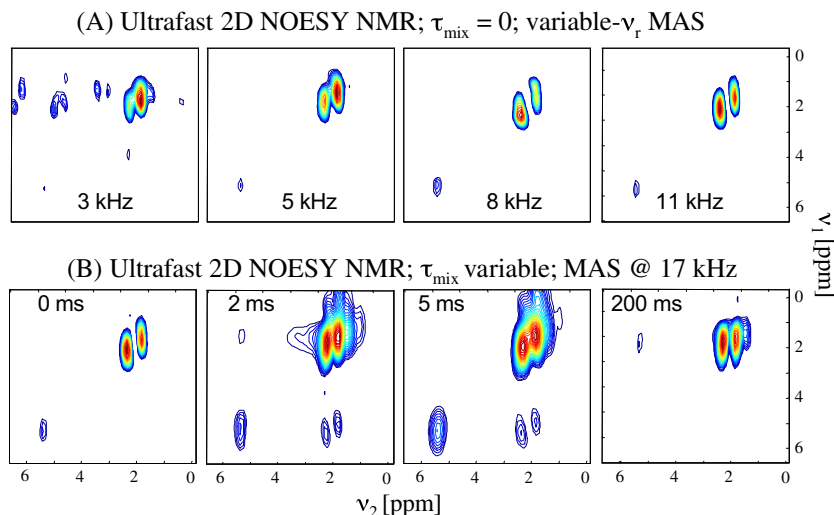 (A) Ultrafast 2D NOESY NMR; τmix = 0; variable-νr MAS
3 kHz
5 kHz
8 kHz
11 kHz
0
2
4
6
ν1 [ppm]
(B) Ultrafast 2D NOESY NMR; τmix variable; MAS @ 17 kHz
0 ms
2 ms
5 ms
200 ms
0
2
4
6
6 4 2 0 6 4 2 0 6 4 2 0 6 4 2 0
ν2 [ppm]